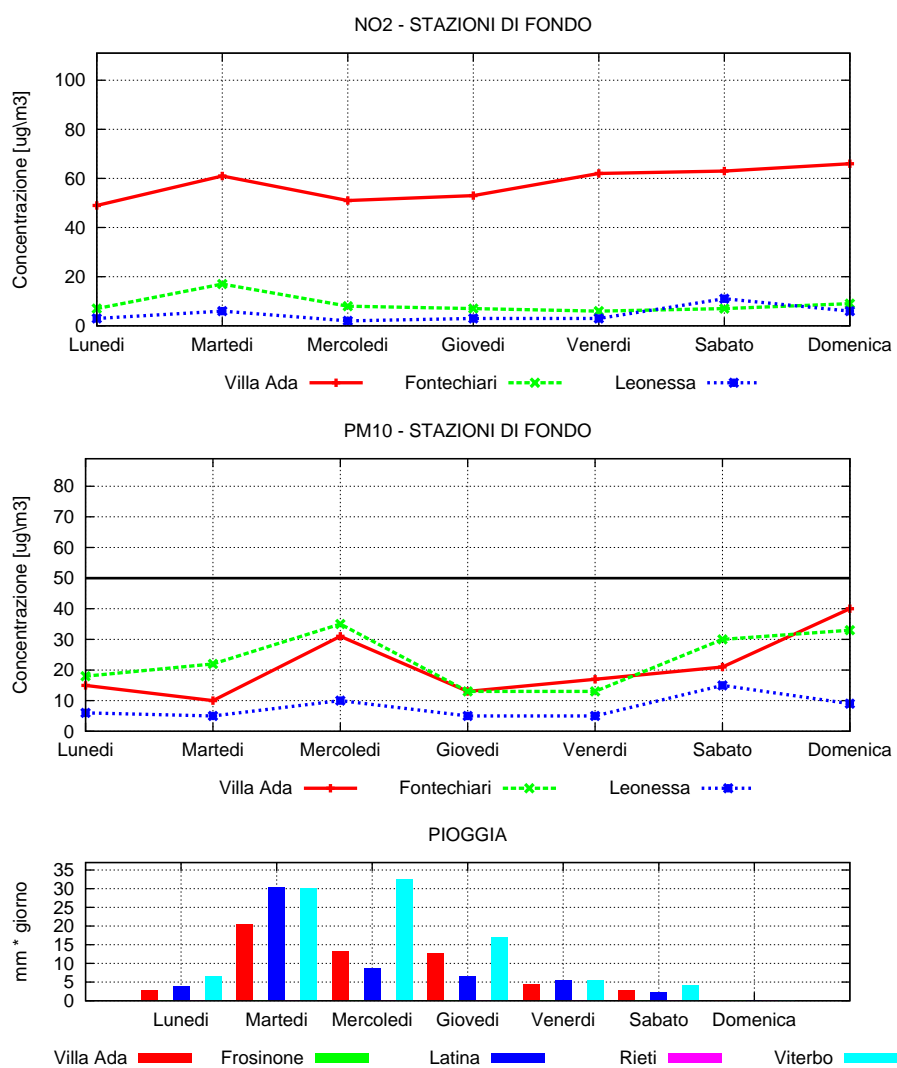 NO2 - STAZIONI DI FONDO
Concentrazione [ug\m3]
100
80
60
40
20
0
Lunedi Martedi Mercoledi Giovedi Venerdi Sabato Domenica
Villa Ada Fontechiari Leonessa
PM10 - STAZIONI DI FONDO
Concentrazione [ug\m3]
80
70
60
50
40
30
20
10
0
Lunedi Martedi Mercoledi Giovedi Venerdi Sabato Domenica
Villa Ada Fontechiari Leonessa
PIOGGIA
mm * giorno
35
30
25
20
15
10
5
0
Lunedi Martedi Mercoledi Giovedi Venerdi Sabato Domenica
Villa Ada Frosinone Latina Rieti Viterbo